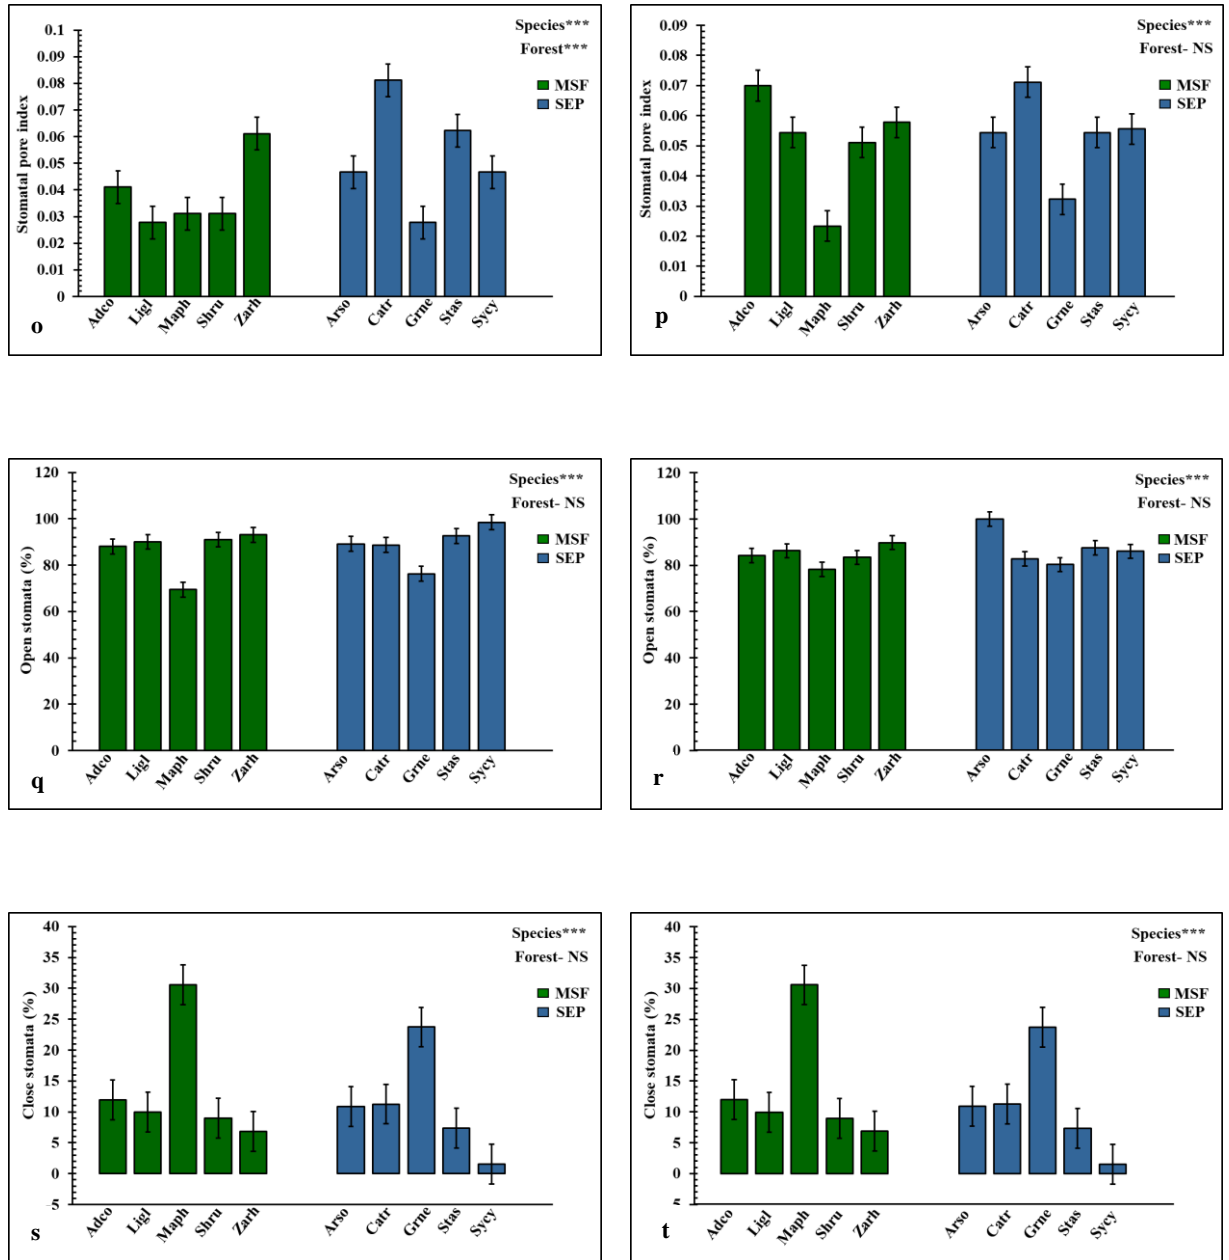 0.1
0.09
0.08
0.07
0.06
0.05
0.04
0.03
0.02
0.01
0
Stomatal pore index
Species***
Forest***
MSF
SEP
Adco Ligl Maph Shru Zarh Arso Catr Grne Stas Sycy
o
0.09
0.08
0.07
0.06
0.05
0.04
0.03
0.02
0.01
0
Stomatal pore index
Species***
Forest- NS
MSF
SEP
Adco Ligl Maph Shru Zarh Arso Catr Grne Stas Sycy
p
120
100
80
60
40
20
0
Open stomata (%)
Species***
Forest- NS
MSF
SEP
Adco Ligl Maph Shru Zarh Arso Catr Grne Stas Sycy
q
120
100
80
60
40
20
0
Open stomata (%)
Species***
Forest- NS
MSF
SEP
Adco Ligl Maph Shru Zarh Arso Catr Grne Stas Sycy
r
40
35
30
25
20
15
10
5
0
5
Close stomata (%)
Species***
Forest- NS
MSF
SEP
Adco Ligl Maph Shru Zarh Arso Catr Grne Stas Sycy
s
40
35
30
25
20
15
10
5
0
5
Close stomata (%)
Species***
Forest- NS
MSF
SEP
Adco Ligl Maph Shru Zarh Arso Catr Grne Stas Sycy
t